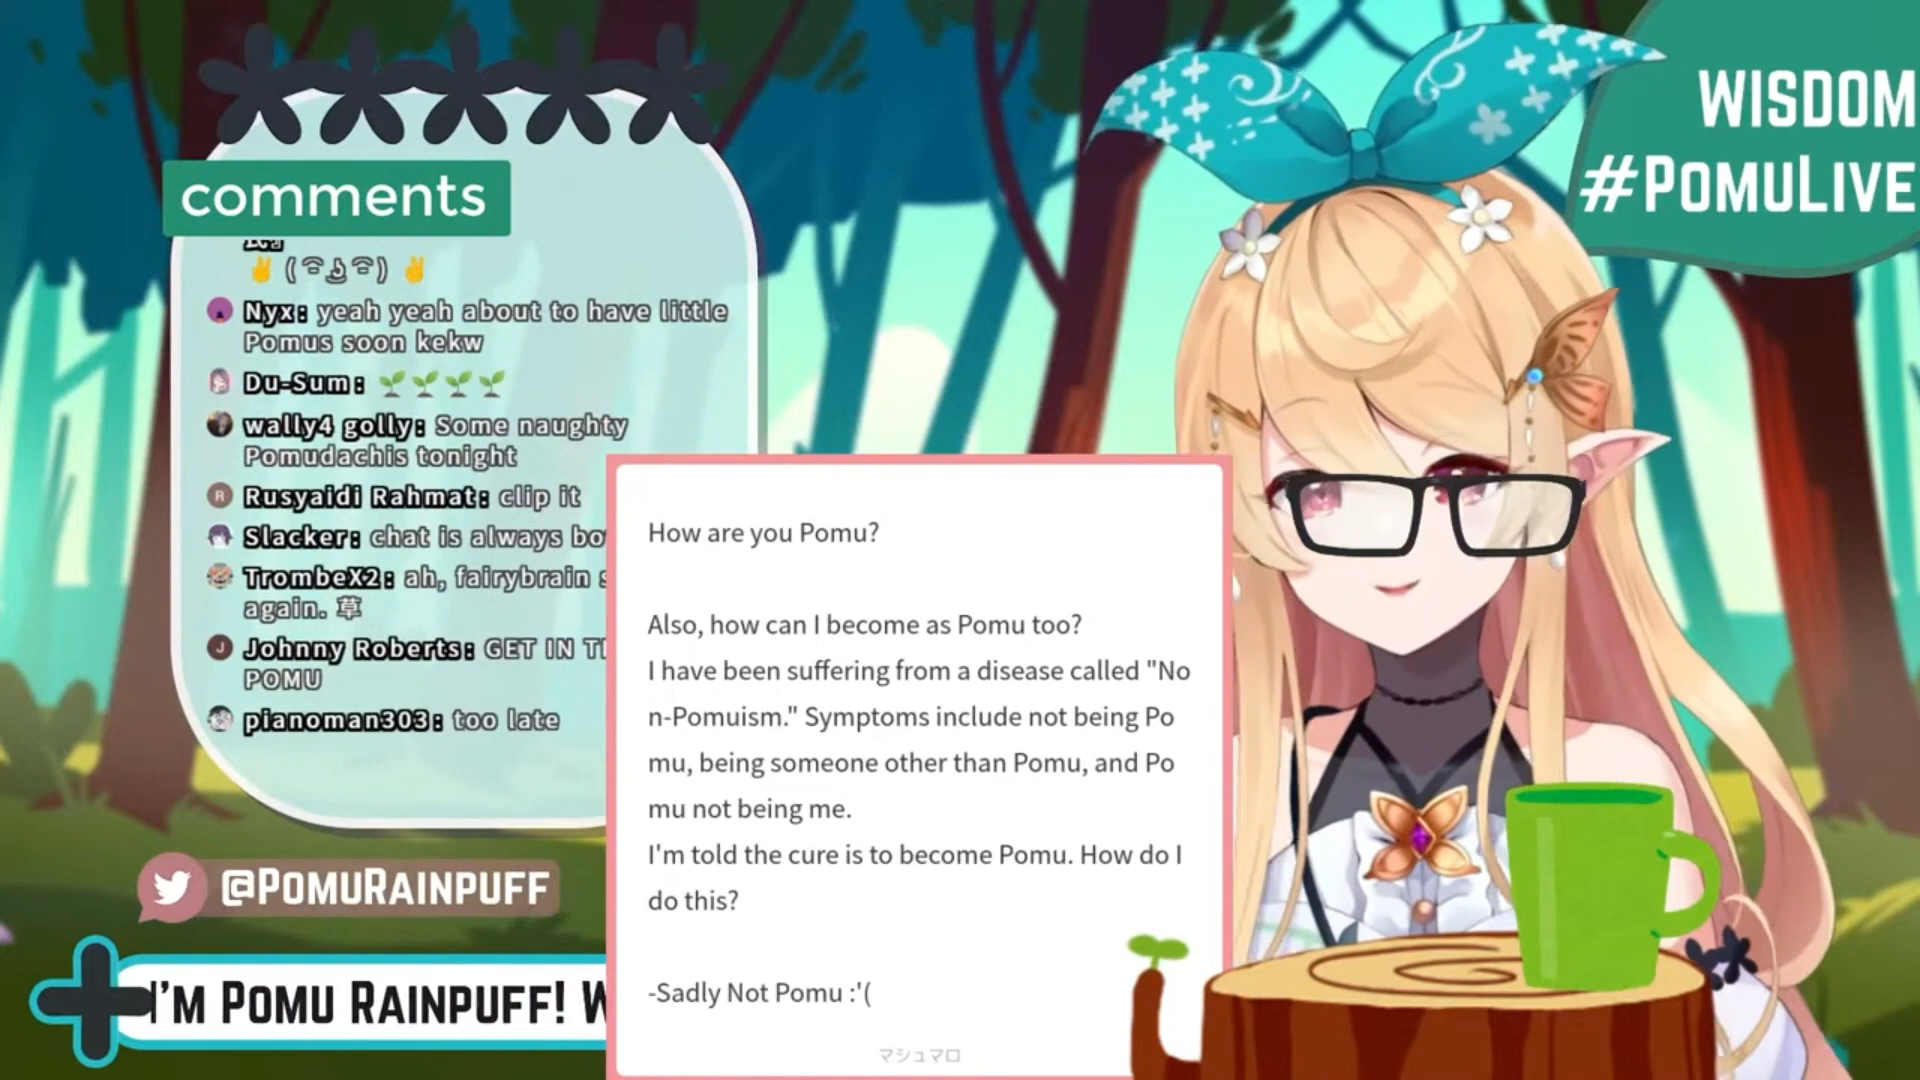 WISDOM
#POMULIVE
comments
✌ ( ͡° ͜ʖ ͡°) ✌
Nyx: yeah yeah about to have little
Pomus soon kekw
Du-Sum: 🌱🌱🌱🌱
wally4 golly: Some naughty
Pomudachis tonight
Rusyaidi Rahmat: clip it
Slacker: chat is always bo
TrombeX2: ah, fairybrain s
again. 草
Johnny Roberts: GET IN T
POMU
pianoman303: too late
@POMURAINPUFF
I'M POMU RAINPUFF! W
How are you Pomu?
Also, how can I become as Pomu too?
I have been suffering from a disease called "No
n-Pomuism." Symptoms include not being Po
mu, being someone other than Pomu, and Po
mu not being me.
I'm told the cure is to become Pomu. How do I
do this?
-Sadly Not Pomu :'(
マシュマロ